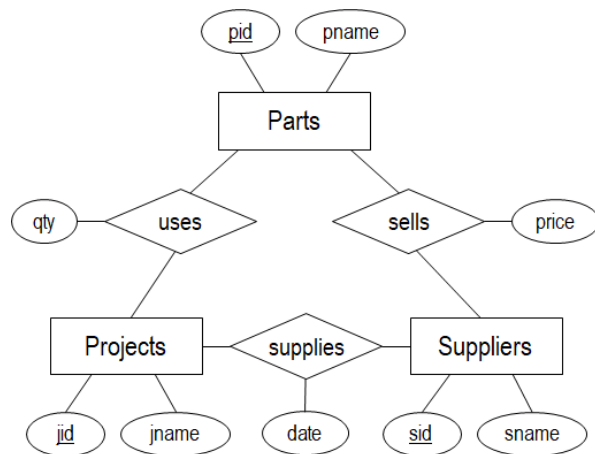 pid pname
Parts
qty uses sells price
Projects supplies Suppliers
jid jname date sid sname